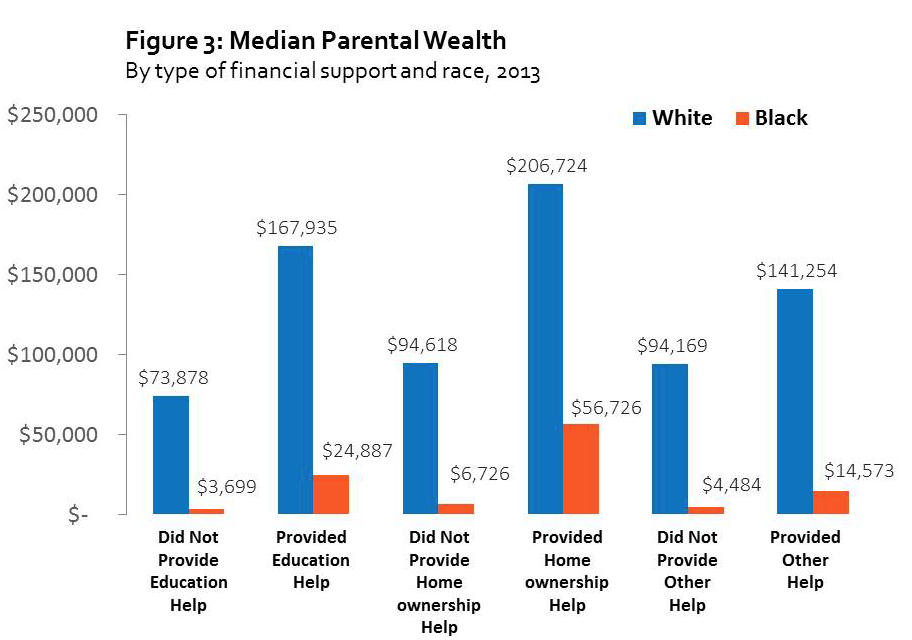 Figure 3: Median Parental Wealth
By type of financial support and race, 2013
$250,000
$200,000
$150,000
$100,000
$50,000
$-
White
Black
$73,878
$3,699
$167,935
$24,887
$94,618
$6,726
$206,724
$56,726
$94,169
$4,484
$141,254
$14,573
Did Not
Provide
Education
Help
Provided
Education
Help
Did Not
Provide
Home
ownership
Help
Provided
Home
ownership
Help
Did Not
Provide
Other
Help
Provided
Other
Help